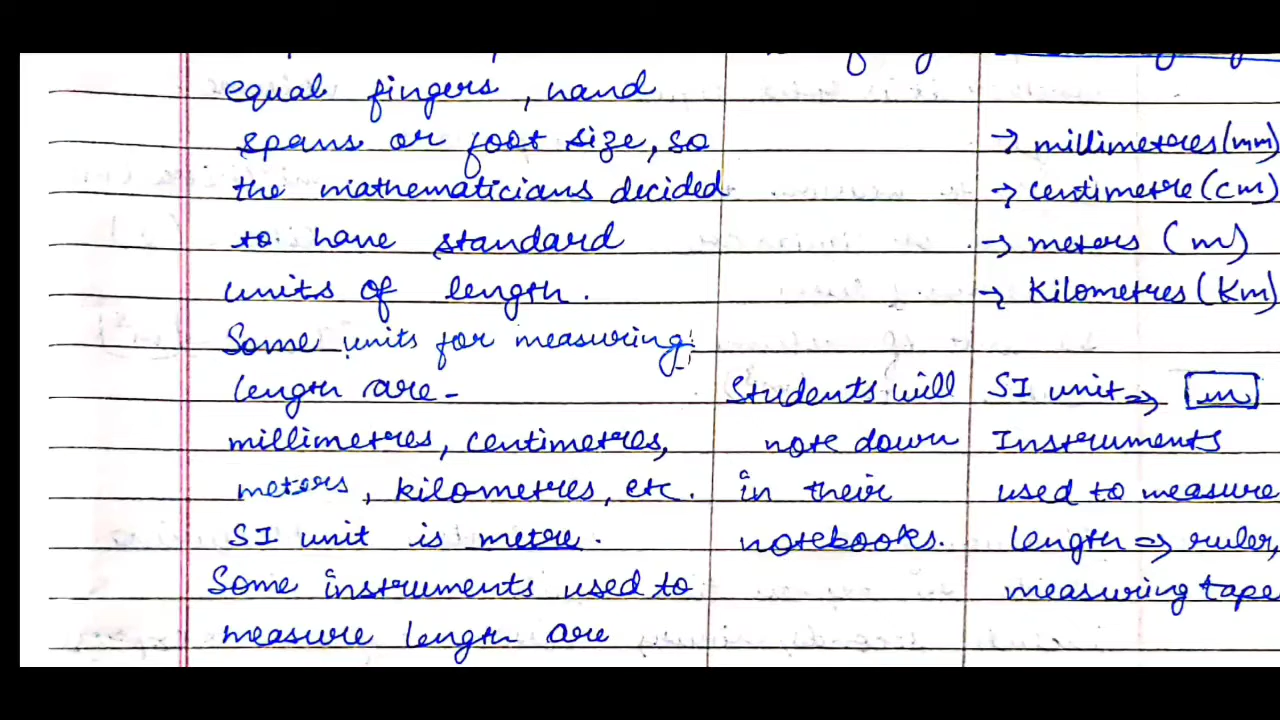 equal fingers, hand
spans or foot size, so
the mathematicians decided
to have standard
units of length.
Some units for measuring
length are -
millimetres, centimetres,
meters, kilometres, etc.
SI unit is metre.
Some instruments used to
measure length are
Students will
note down
in their
notebooks.
→ millimetres (mm)
→ centimetre (cm)
→ meters (m)
→ Kilometres (Km)
SI unit ⇒ m
Instruments
used to measure
length ⇒ ruler,
measuring tape